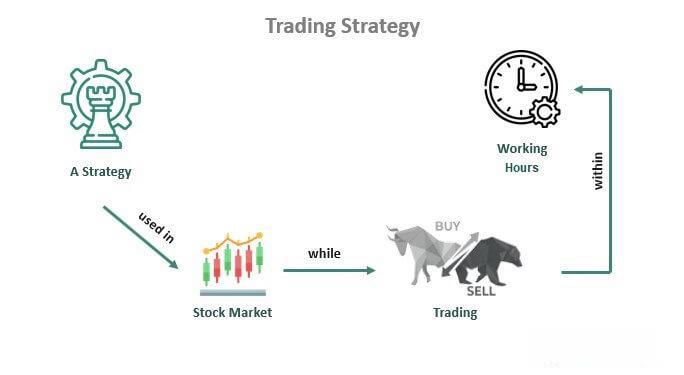 Trading Strategy
A Strategy
used in
Stock Market
while
BUY
SELL
Trading
within
Working
Hours